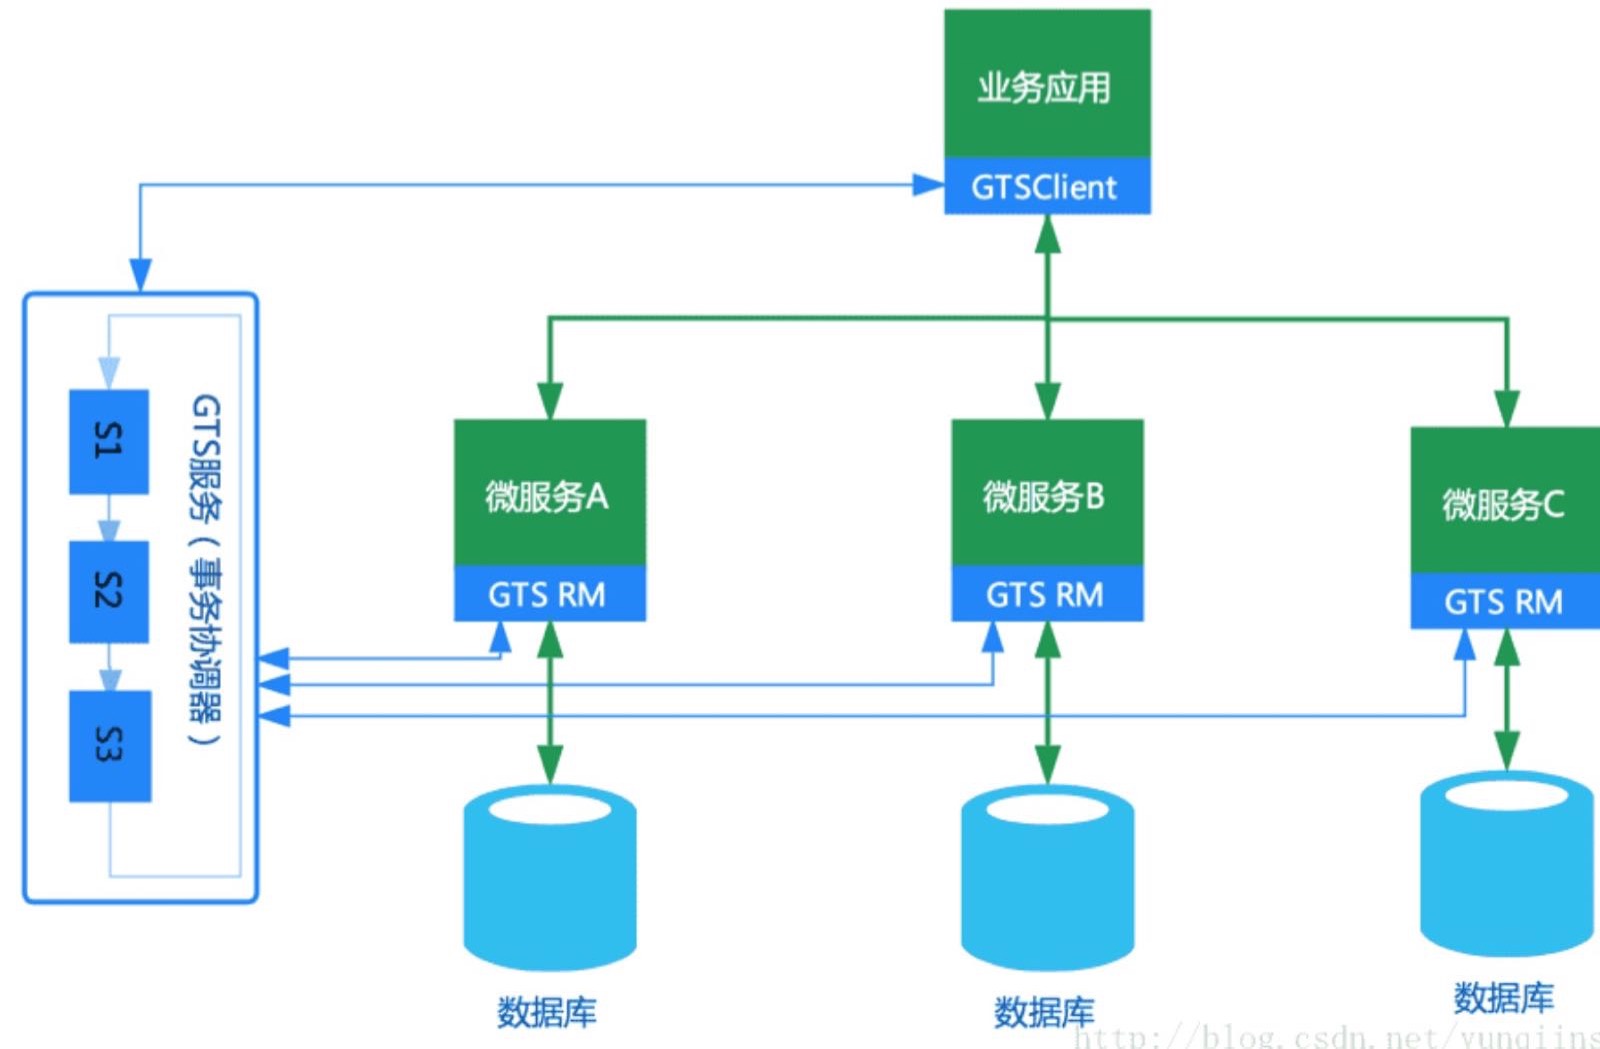 业务应用
GTSClient
S1
S2
S3
GTS服务（事务协调器）
微服务A
GTS RM
微服务B
GTS RM
微服务C
GTS RM
数据库
数据库
数据库
http://blog.csdn.net/yunqiins